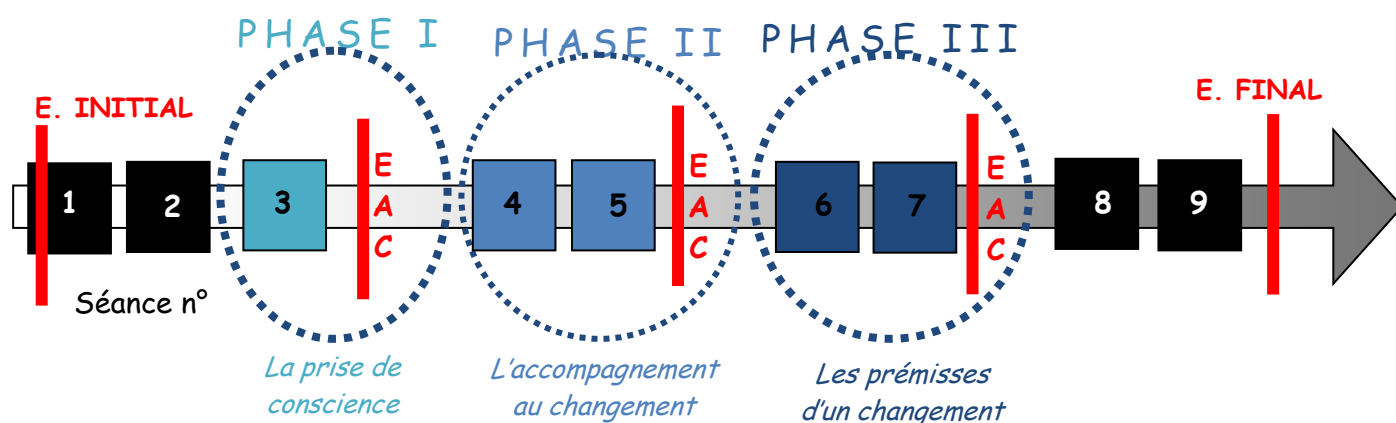 PHASE I
PHASE II
PHASE III
E. INITIAL
E. FINAL
1
2
3
E
A
C
4
5
E
A
C
6
7
E
A
C
8
9
Séance n°
La prise de
conscience
L'accompagnement
au changement
Les prémisses
d'un changement